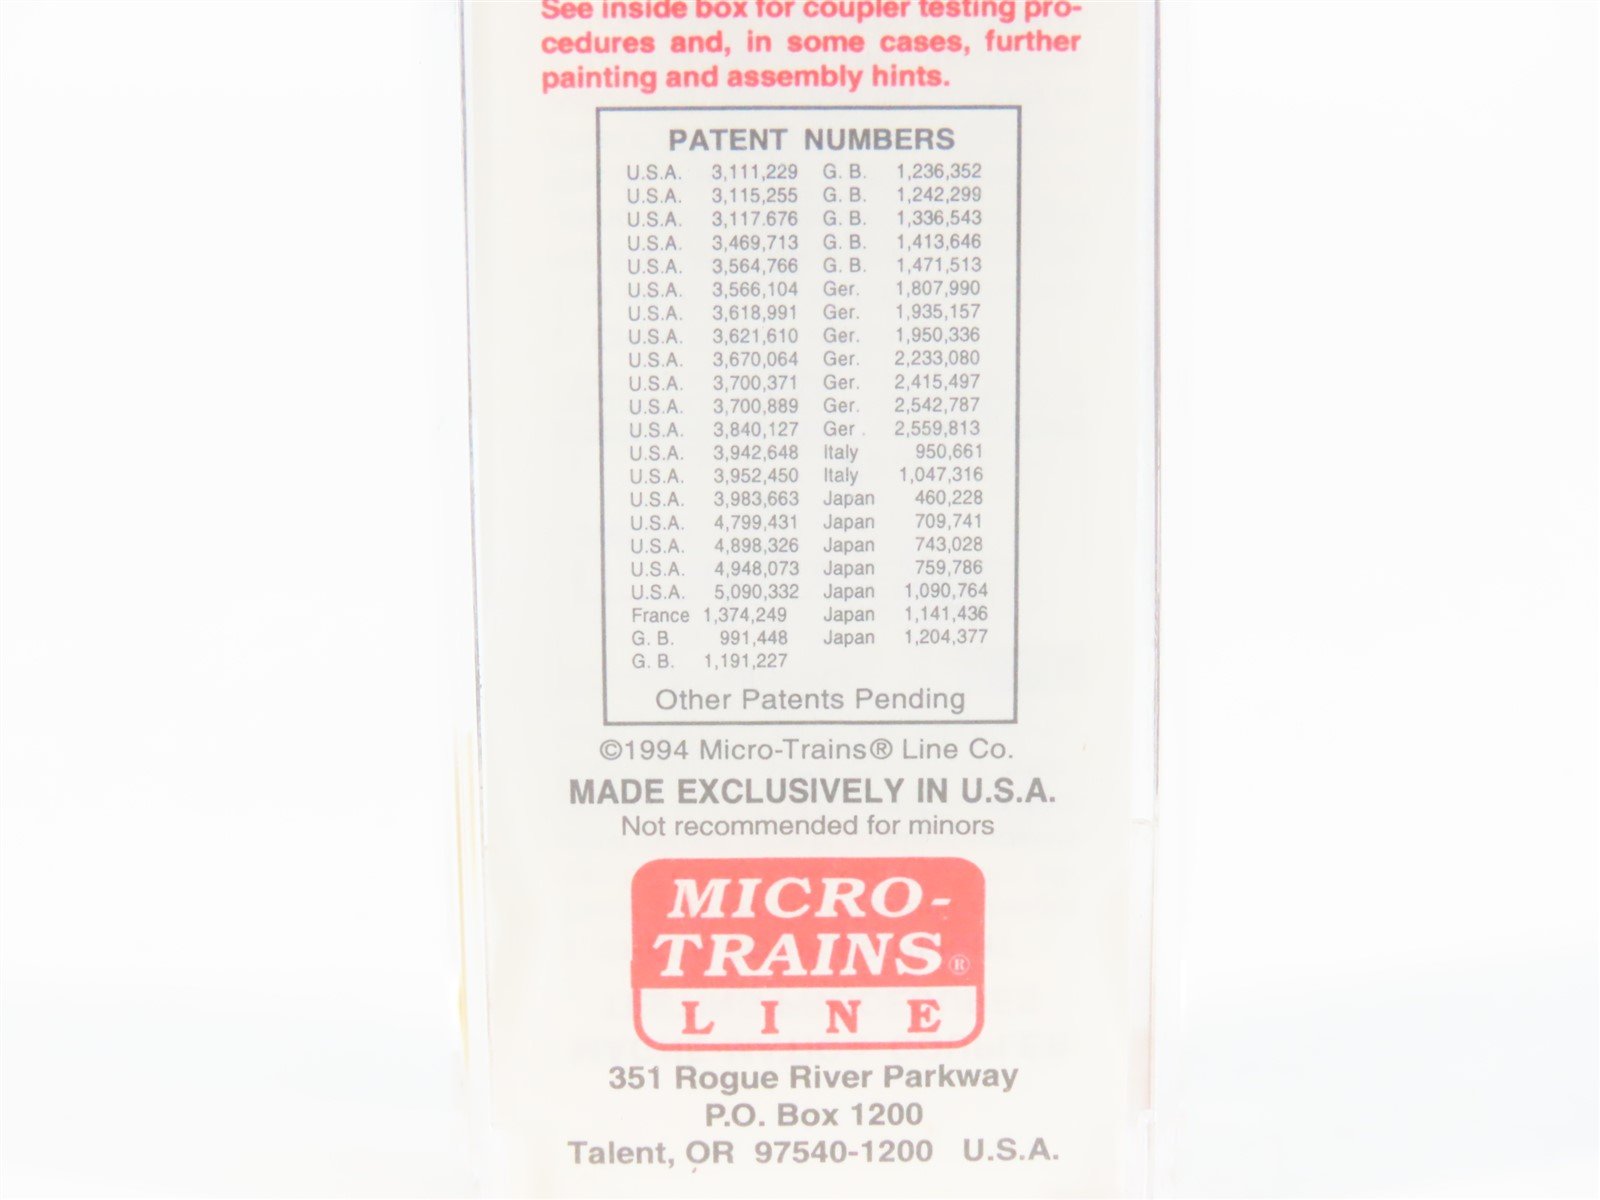 See inside box for coupler testing pro-
cedures and, in some cases, further
painting and assembly hints.
PATENT NUMBERS
U.S.A. 3,111,229 G. B. 1,236,352
U.S.A. 3,115,255 G. B. 1,242,299
U.S.A. 3,117.676 G. B. 1,336,543
U.S.A. 3,469,713 G. B. 1,413,646
U.S.A. 3,564,766 G. B. 1,471,513
U.S.A. 3,566,104 Ger. 1,807,990
U.S.A. 3,618,991 Ger. 1,935,157
U.S.A. 3,621,610 Ger. 1,950,336
U.S.A. 3,670,064 Ger. 2,233,080
U.S.A. 3,700,371 Ger. 2,415,497
U.S.A. 3,700,889 Ger. 2,542,787
U.S.A. 3,840,127 Ger . 2,559,813
U.S.A. 3,942,648 Italy 950,661
U.S.A. 3,952,450 Italy 1,047,316
U.S.A. 3,983,663 Japan 460,228
U.S.A. 4,799,431 Japan 709,741
U.S.A. 4,898,326 Japan 743,028
U.S.A. 4,948,073 Japan 759,786
U.S.A. 5,090,332 Japan 1,090,764
France 1,374,249 Japan 1,141,436
G. B. 991,448 Japan 1,204,377
G. B. 1,191,227
Other Patents Pending
©1994 Micro-Trains® Line Co.
MADE EXCLUSIVELY IN U.S.A.
Not recommended for minors
MICRO-
TRAINS®
LINE
351 Rogue River Parkway
P.O. Box 1200
Talent, OR 97540-1200 U.S.A.